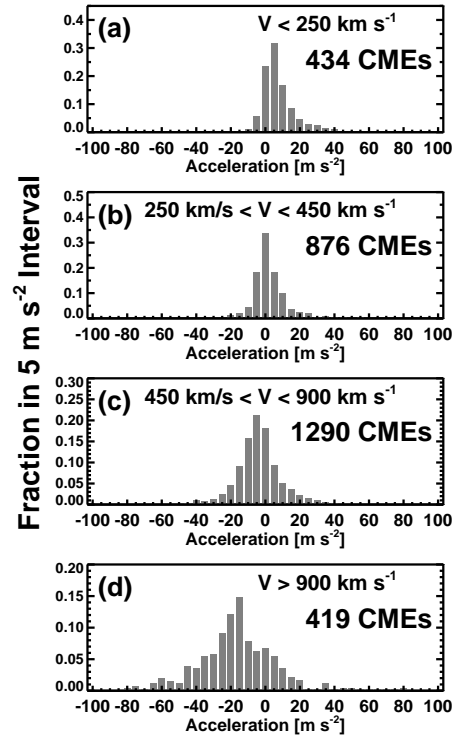 Fraction in 5 m s⁻² Interval
(a) V < 250 km s⁻¹
434 CMEs
0.4
0.3
0.2
0.1
0.0
-100 -80 -60 -40 -20 0 20 40 60 80 100
Acceleration [m s⁻²]
(b) 250 km/s < V < 450 km s⁻¹
876 CMEs
0.5
0.4
0.3
0.2
0.1
0.0
-100 -80 -60 -40 -20 0 20 40 60 80 100
Acceleration [m s⁻²]
(c) 450 km/s < V < 900 km s⁻¹
1290 CMEs
0.30
0.25
0.20
0.15
0.10
0.05
0.00
-100 -80 -60 -40 -20 0 20 40 60 80 100
Acceleration [m s⁻²]
(d) V > 900 km s⁻¹
419 CMEs
0.20
0.15
0.10
0.05
0.00
-100 -80 -60 -40 -20 0 20 40 60 80 100
Acceleration [m s⁻²]